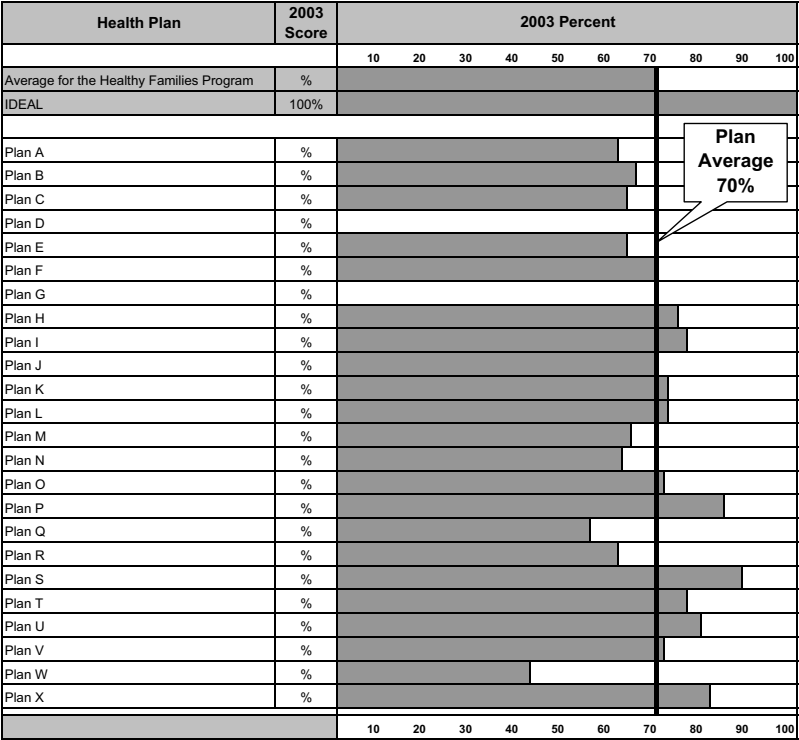 Health Plan 2003 Score 2003 Percent
10 20 30 40 50 60 70 80 90 100
Average for the Healthy Families Program %
IDEAL 100%
Plan Average 70%
Plan A %
Plan B %
Plan C %
Plan D %
Plan E %
Plan F %
Plan G %
Plan H %
Plan I %
Plan J %
Plan K %
Plan L %
Plan M %
Plan N %
Plan O %
Plan P %
Plan Q %
Plan R %
Plan S %
Plan T %
Plan U %
Plan V %
Plan W %
Plan X %
10 20 30 40 50 60 70 80 90 100